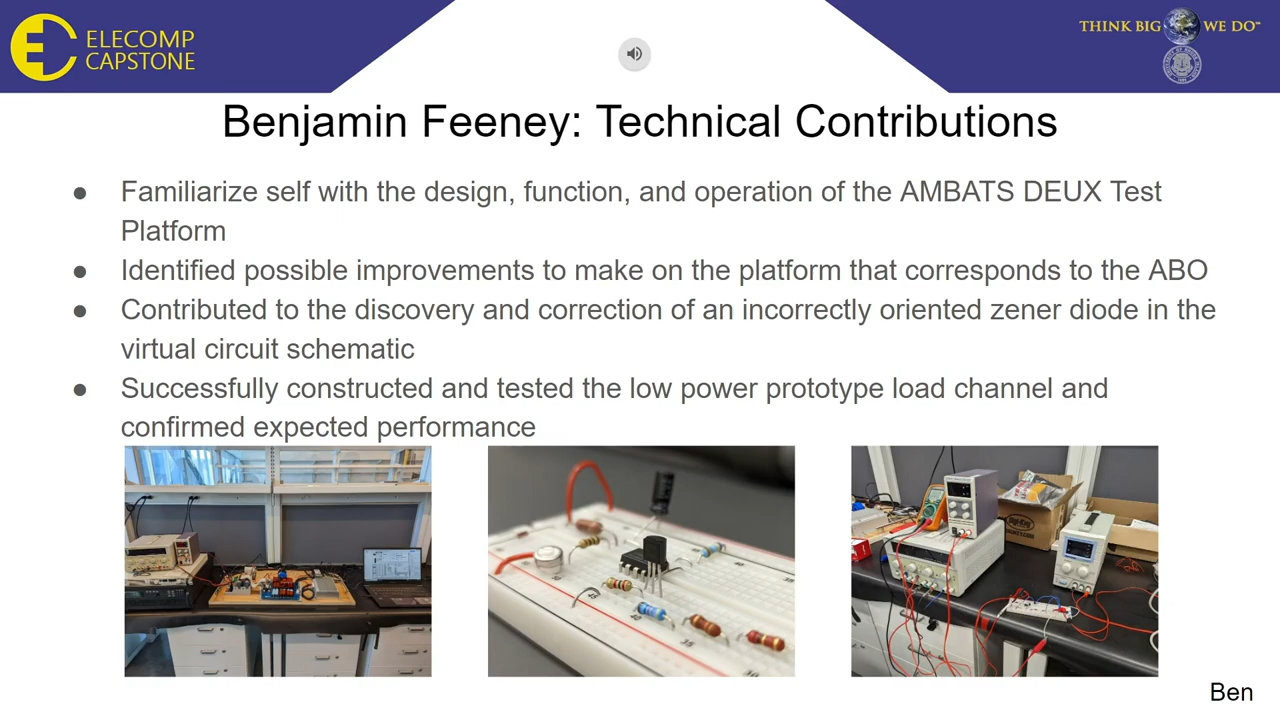 ELECOMP
CAPSTONE
THINK BIG WE DO™
Benjamin Feeney: Technical Contributions
● Familiarize self with the design, function, and operation of the AMBATS DEUX Test
Platform
● Identified possible improvements to make on the platform that corresponds to the ABO
● Contributed to the discovery and correction of an incorrectly oriented zener diode in the
virtual circuit schematic
● Successfully constructed and tested the low power prototype load channel and
confirmed expected performance
Ben